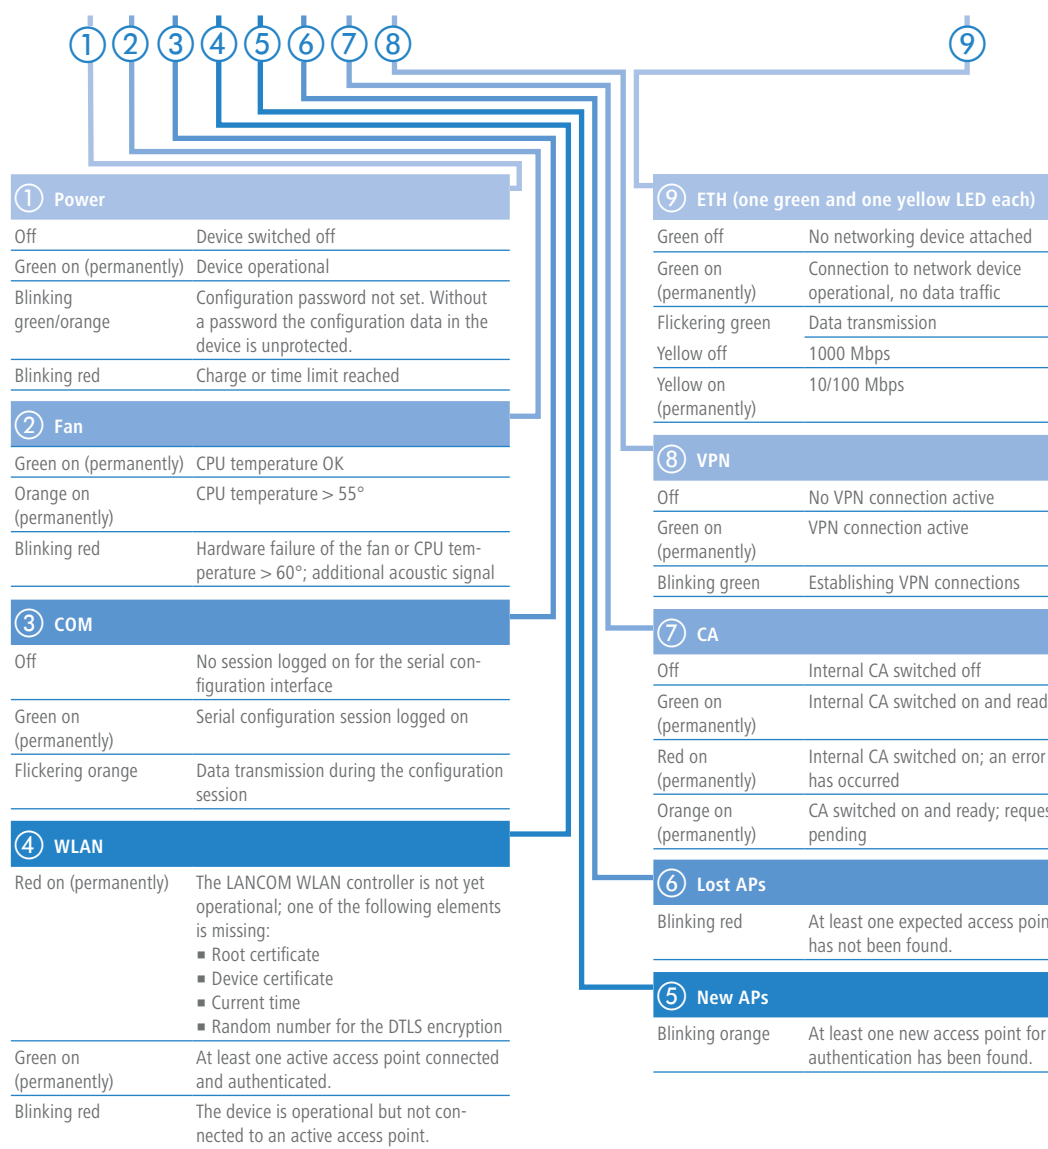 ① ② ③ ④ ⑤ ⑥ ⑦ ⑧ ⑨
① Power
Off Device switched off
Green on (permanently) Device operational
Blinking Configuration password not set. Without
green/orange a password the configuration data in the
device is unprotected.
Blinking red Charge or time limit reached
② Fan
Green on (permanently) CPU temperature OK
Orange on CPU temperature > 55°
(permanently)
Blinking red Hardware failure of the fan or CPU tem-
perature > 60°; additional acoustic signal
③ COM
Off No session logged on for the serial con-
figuration interface
Green on Serial configuration session logged on
(permanently)
Flickering orange Data transmission during the configuration
session
④ WLAN
Red on (permanently) The LANCOM WLAN controller is not yet
operational; one of the following elements
is missing:
▪ Root certificate
▪ Device certificate
▪ Current time
▪ Random number for the DTLS encryption
Green on At least one active access point connected
(permanently) and authenticated.
Blinking red The device is operational but not con-
nected to an active access point.
⑨ ETH (one green and one yellow LED each)
Green off No networking device attached
Green on Connection to network device
(permanently) operational, no data traffic
Flickering green Data transmission
Yellow off 1000 Mbps
Yellow on 10/100 Mbps
(permanently)
⑧ VPN
Off No VPN connection active
Green on VPN connection active
(permanently)
Blinking green Establishing VPN connections
⑦ CA
Off Internal CA switched off
Green on Internal CA switched on and
(permanently)
Red on Internal CA switched on; an error
(permanently) has occurred
Orange on CA switched on and ready;
(permanently) pending
⑥ Lost APs
Blinking red At least one expected access
has not been found.
⑤ New APs
Blinking orange At least one new access point for
authentication has been found.